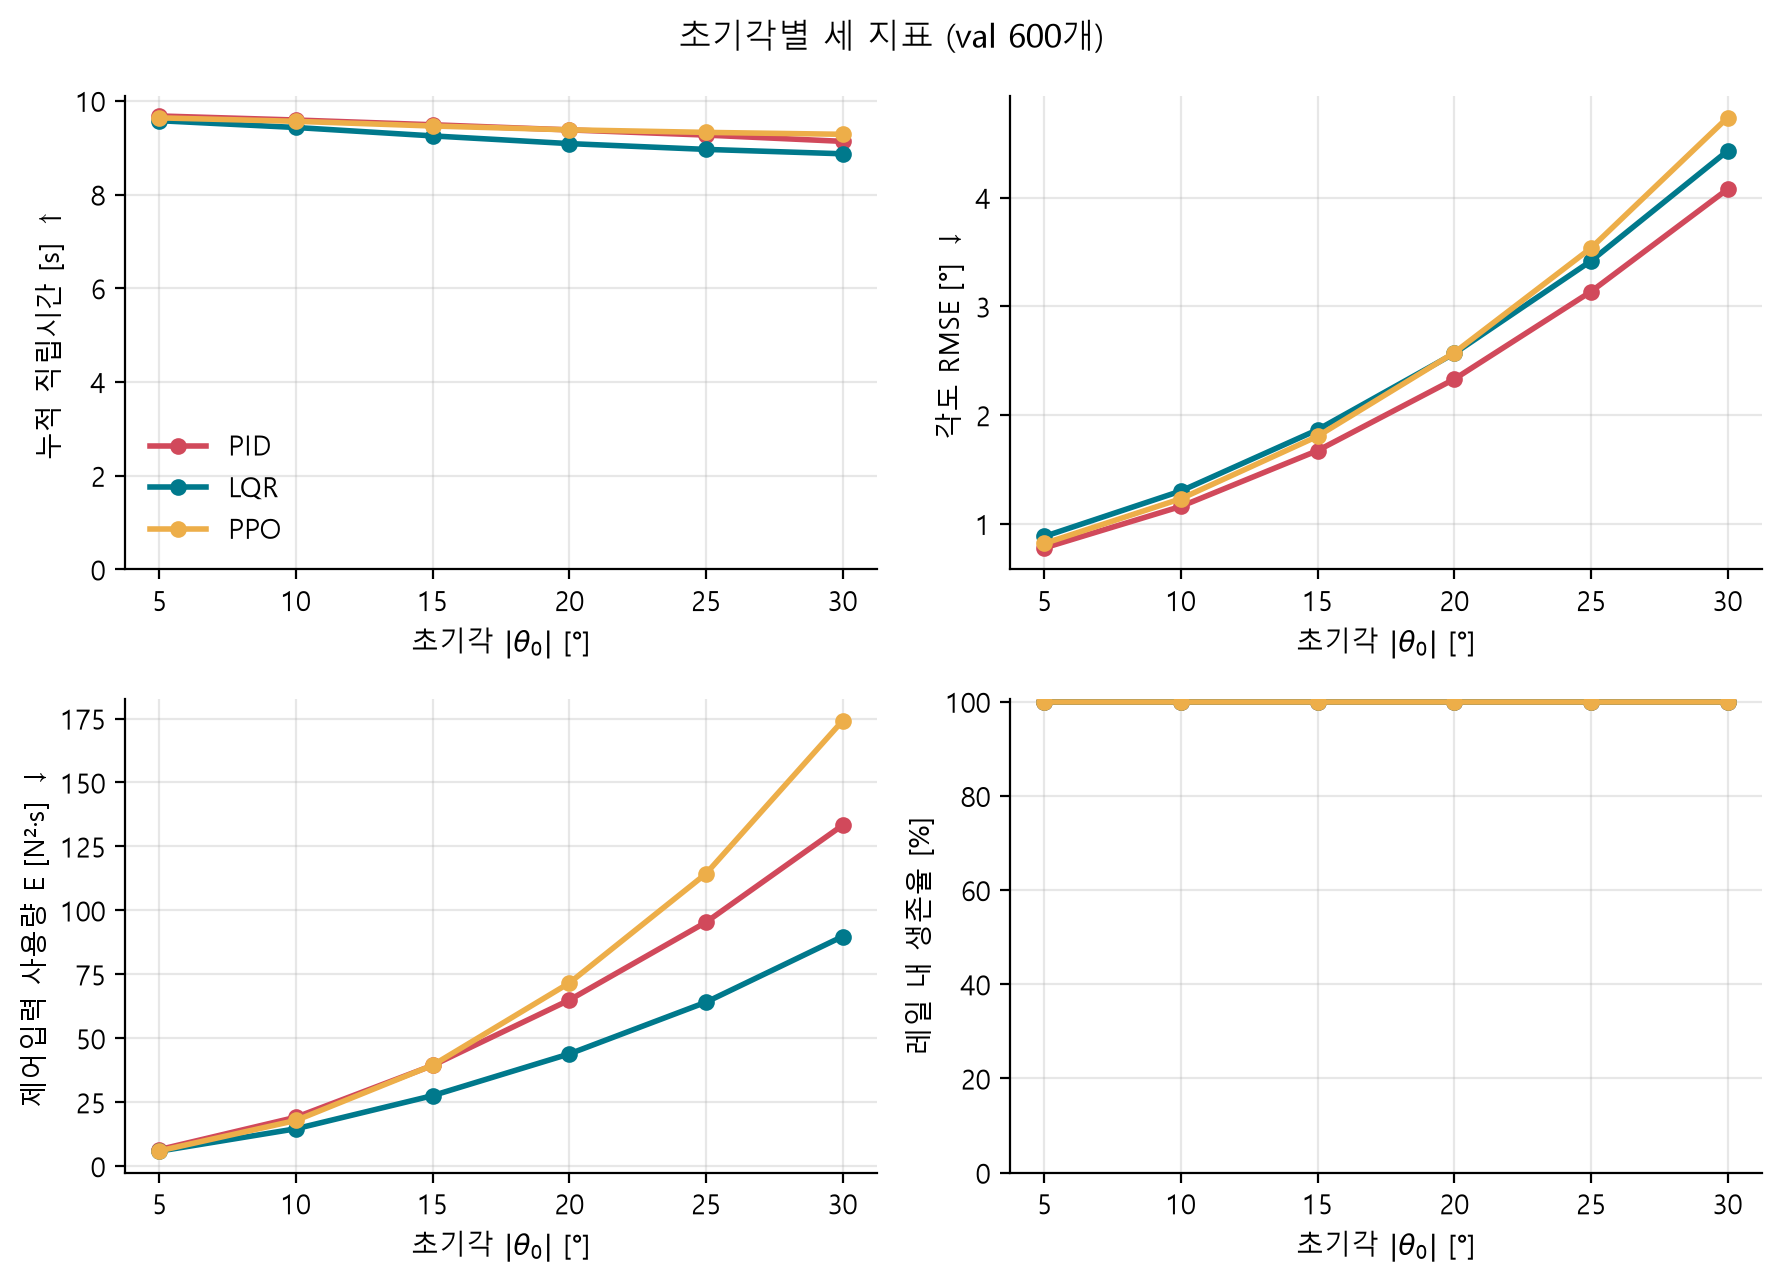 초기각별 세 지표 (val 600개)
누적 직립시간 [s] ↑
10
8
6
4
2
0
PID
LQR
PPO
5 10 15 20 25 30
초기각 |θ₀| [°]
각도 RMSE [°] ↓
4
3
2
1
5 10 15 20 25 30
초기각 |θ₀| [°]
제어입력 사용량 E [N²·s] ↓
175
150
125
100
75
50
25
0
5 10 15 20 25 30
초기각 |θ₀| [°]
레일 내 생존율 [%]
100
80
60
40
20
0
5 10 15 20 25 30
초기각 |θ₀| [°]